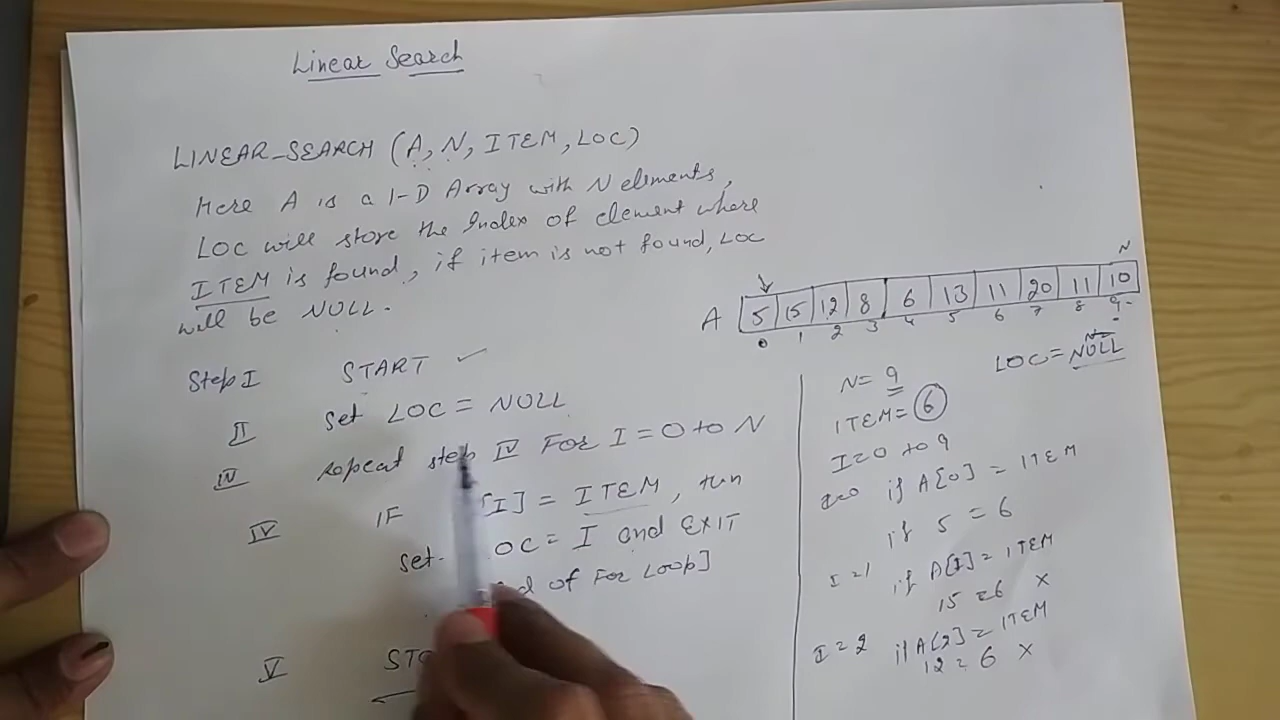 Linear Search
LINEAR-SEARCH (A, N, ITEM, LOC)
Here A is a 1-D Array with N elements,
LOC will store the Index of element where
ITEM is found, if item is not found, LOC
will be NULL.
Step I START ✓
II Set LOC = NULL
Repeat step IV For I = 0 to N
IV IF [I] = ITEM, then
set OC = I and EXIT
of For Loop]
V
N
A 5 15 12 8 6 13 11 20 11 10
0 1 2 3 4 5 6 7 8 9
LOC = NULL
N = 9
ITEM = 6
I = 0 to 9
I=0 if A[0] = ITEM
if 5 = 6
I = 1 if A[1] = ITEM
15 = 6 ×
I = 2 if A[2] = ITEM
12 = 6 ×